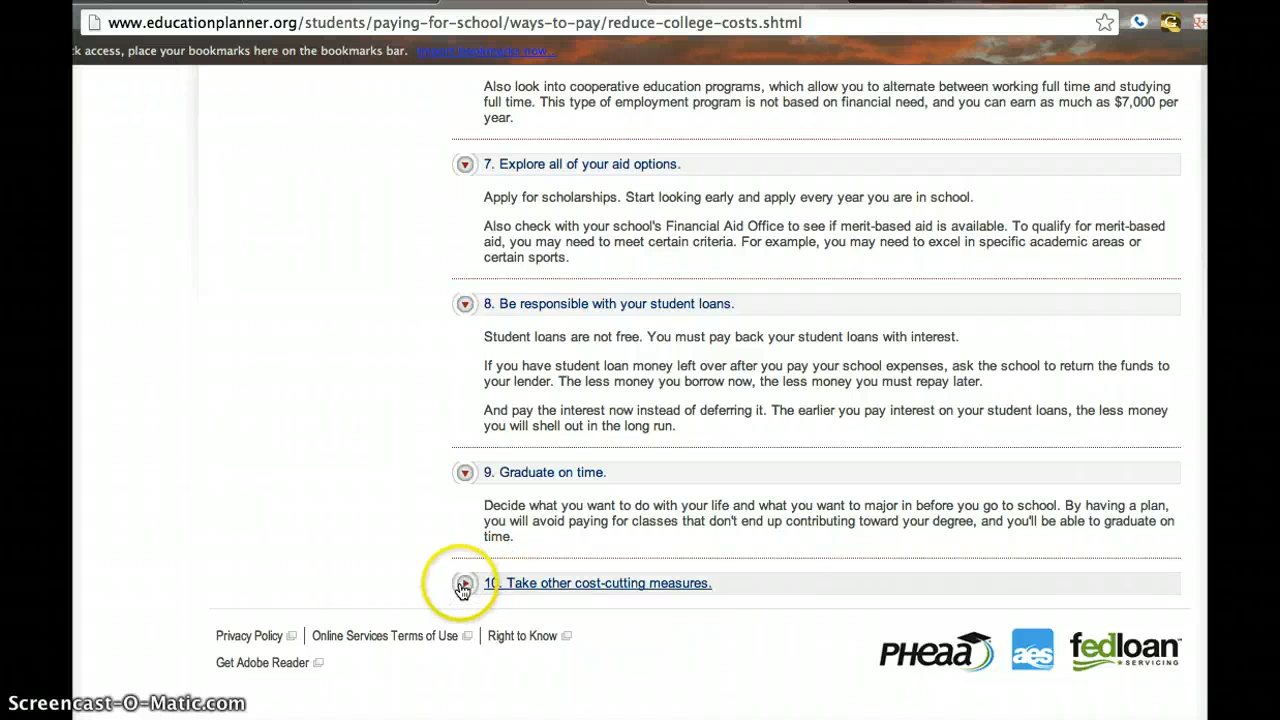 www.educationplanner.org/students/paying-for-school/ways-to-pay/reduce-college-costs.shtml
ck access, place your bookmarks here on the bookmarks bar. Import bookmarks now...
Also look into cooperative education programs, which allow you to alternate between working full time and studying
full time. This type of employment program is not based on financial need, and you can earn as much as $7,000 per
year.
7. Explore all of your aid options.
Apply for scholarships. Start looking early and apply every year you are in school.
Also check with your school's Financial Aid Office to see if merit-based aid is available. To qualify for merit-based
aid, you may need to meet certain criteria. For example, you may need to excel in specific academic areas or
certain sports.
8. Be responsible with your student loans.
Student loans are not free. You must pay back your student loans with interest.
If you have student loan money left over after you pay your school expenses, ask the school to return the funds to
your lender. The less money you borrow now, the less money you must repay later.
And pay the interest now instead of deferring it. The earlier you pay interest on your student loans, the less money
you will shell out in the long run.
9. Graduate on time.
Decide what you want to do with your life and what you want to major in before you go to school. By having a plan,
you will avoid paying for classes that don't end up contributing toward your degree, and you'll be able to graduate on
time.
10. Take other cost-cutting measures.
Privacy Policy Online Services Terms of Use Right to Know
Get Adobe Reader
PHEAA aes fedloan
SERVICING
Screencast-O-Matic.com